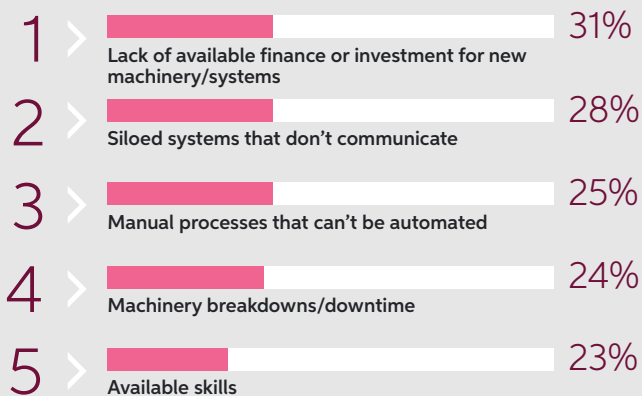 1
31%
Lack of available finance or investment for new
machinery/systems
2
28%
Siloed systems that don't communicate
3
25%
Manual processes that can't be automated
4
24%
Machinery breakdowns/downtime
5
23%
Available skills